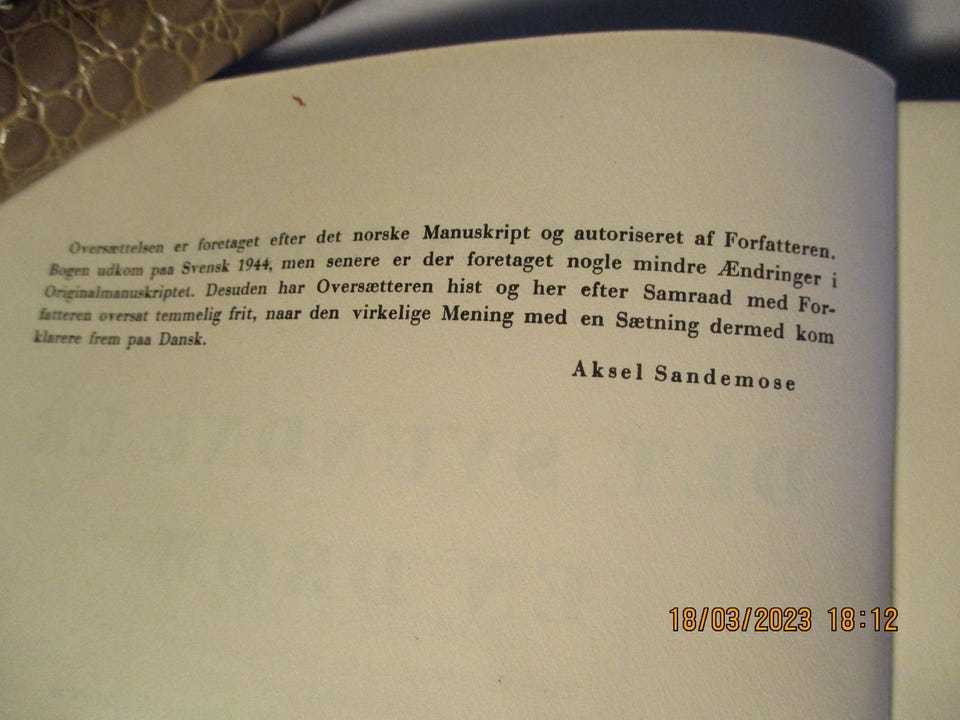 Oversættelsen er foretaget efter det norske Manuskript og autoriseret af Forfatteren.
Bogen udkom paa Svensk 1944, men senere er der foretaget nogle mindre Ændringer i
Originalmanuskriptet. Desuden har Oversætteren hist og her efter Samraad med For-
fatteren oversat temmelig frit, naar den virkelige Mening med en Sætning dermed kom
klarere frem paa Dansk.
Aksel Sandemose
18/03/2023 18:12